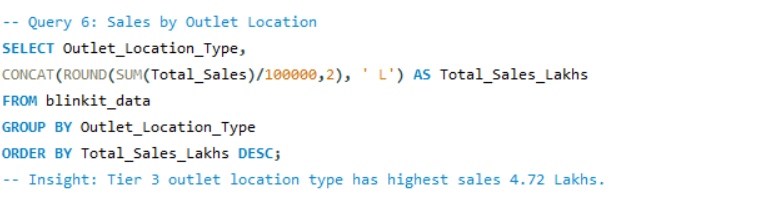 -- Query 6: Sales by Outlet Location
SELECT Outlet_Location_Type,
CONCAT(ROUND(SUM(Total_Sales)/100000,2), ' L') AS Total_Sales_Lakhs
FROM blinkit_data
GROUP BY Outlet_Location_Type
ORDER BY Total_Sales_Lakhs DESC;
-- Insight: Tier 3 outlet location type has highest sales 4.72 Lakhs.